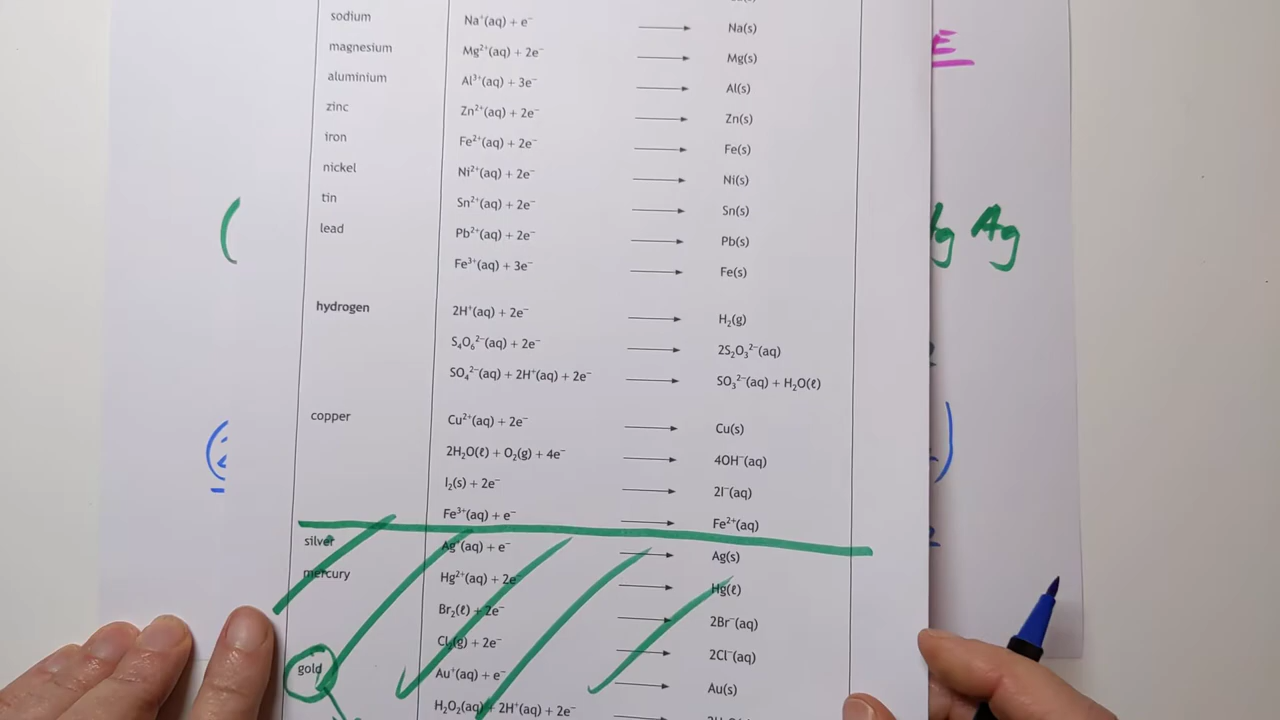 sodium Na⁺(aq) + e⁻ ⟶ Na(s)
magnesium Mg²⁺(aq) + 2e⁻ ⟶ Mg(s)
aluminium Al³⁺(aq) + 3e⁻ ⟶ Al(s)
zinc Zn²⁺(aq) + 2e⁻ ⟶ Zn(s)
iron Fe²⁺(aq) + 2e⁻ ⟶ Fe(s)
nickel Ni²⁺(aq) + 2e⁻ ⟶ Ni(s)
tin Sn²⁺(aq) + 2e⁻ ⟶ Sn(s)
lead Pb²⁺(aq) + 2e⁻ ⟶ Pb(s)
Fe³⁺(aq) + 3e⁻ ⟶ Fe(s)
hydrogen 2H⁺(aq) + 2e⁻ ⟶ H₂(g)
S₄O₆²⁻(aq) + 2e⁻ ⟶ 2S₂O₃²⁻(aq)
SO₄²⁻(aq) + 2H⁺(aq) + 2e⁻ ⟶ SO₃²⁻(aq) + H₂O(ℓ)
copper Cu²⁺(aq) + 2e⁻ ⟶ Cu(s)
2H₂O(ℓ) + O₂(g) + 4e⁻ ⟶ 4OH⁻(aq)
I₂(s) + 2e⁻ ⟶ 2I⁻(aq)
Fe³⁺(aq) + e⁻ ⟶ Fe²⁺(aq)
silver Ag⁺(aq) + e⁻ ⟶ Ag(s)
mercury Hg²⁺(aq) + 2e⁻ ⟶ Hg(ℓ)
Br₂(ℓ) + 2e⁻ ⟶ 2Br⁻(aq)
Cl₂(g) + 2e⁻ ⟶ 2Cl⁻(aq)
gold Au⁺(aq) + e⁻ ⟶ Au(s)
H₂O₂(aq) + 2H⁺(aq) + 2e⁻ ⟶
E
Ag